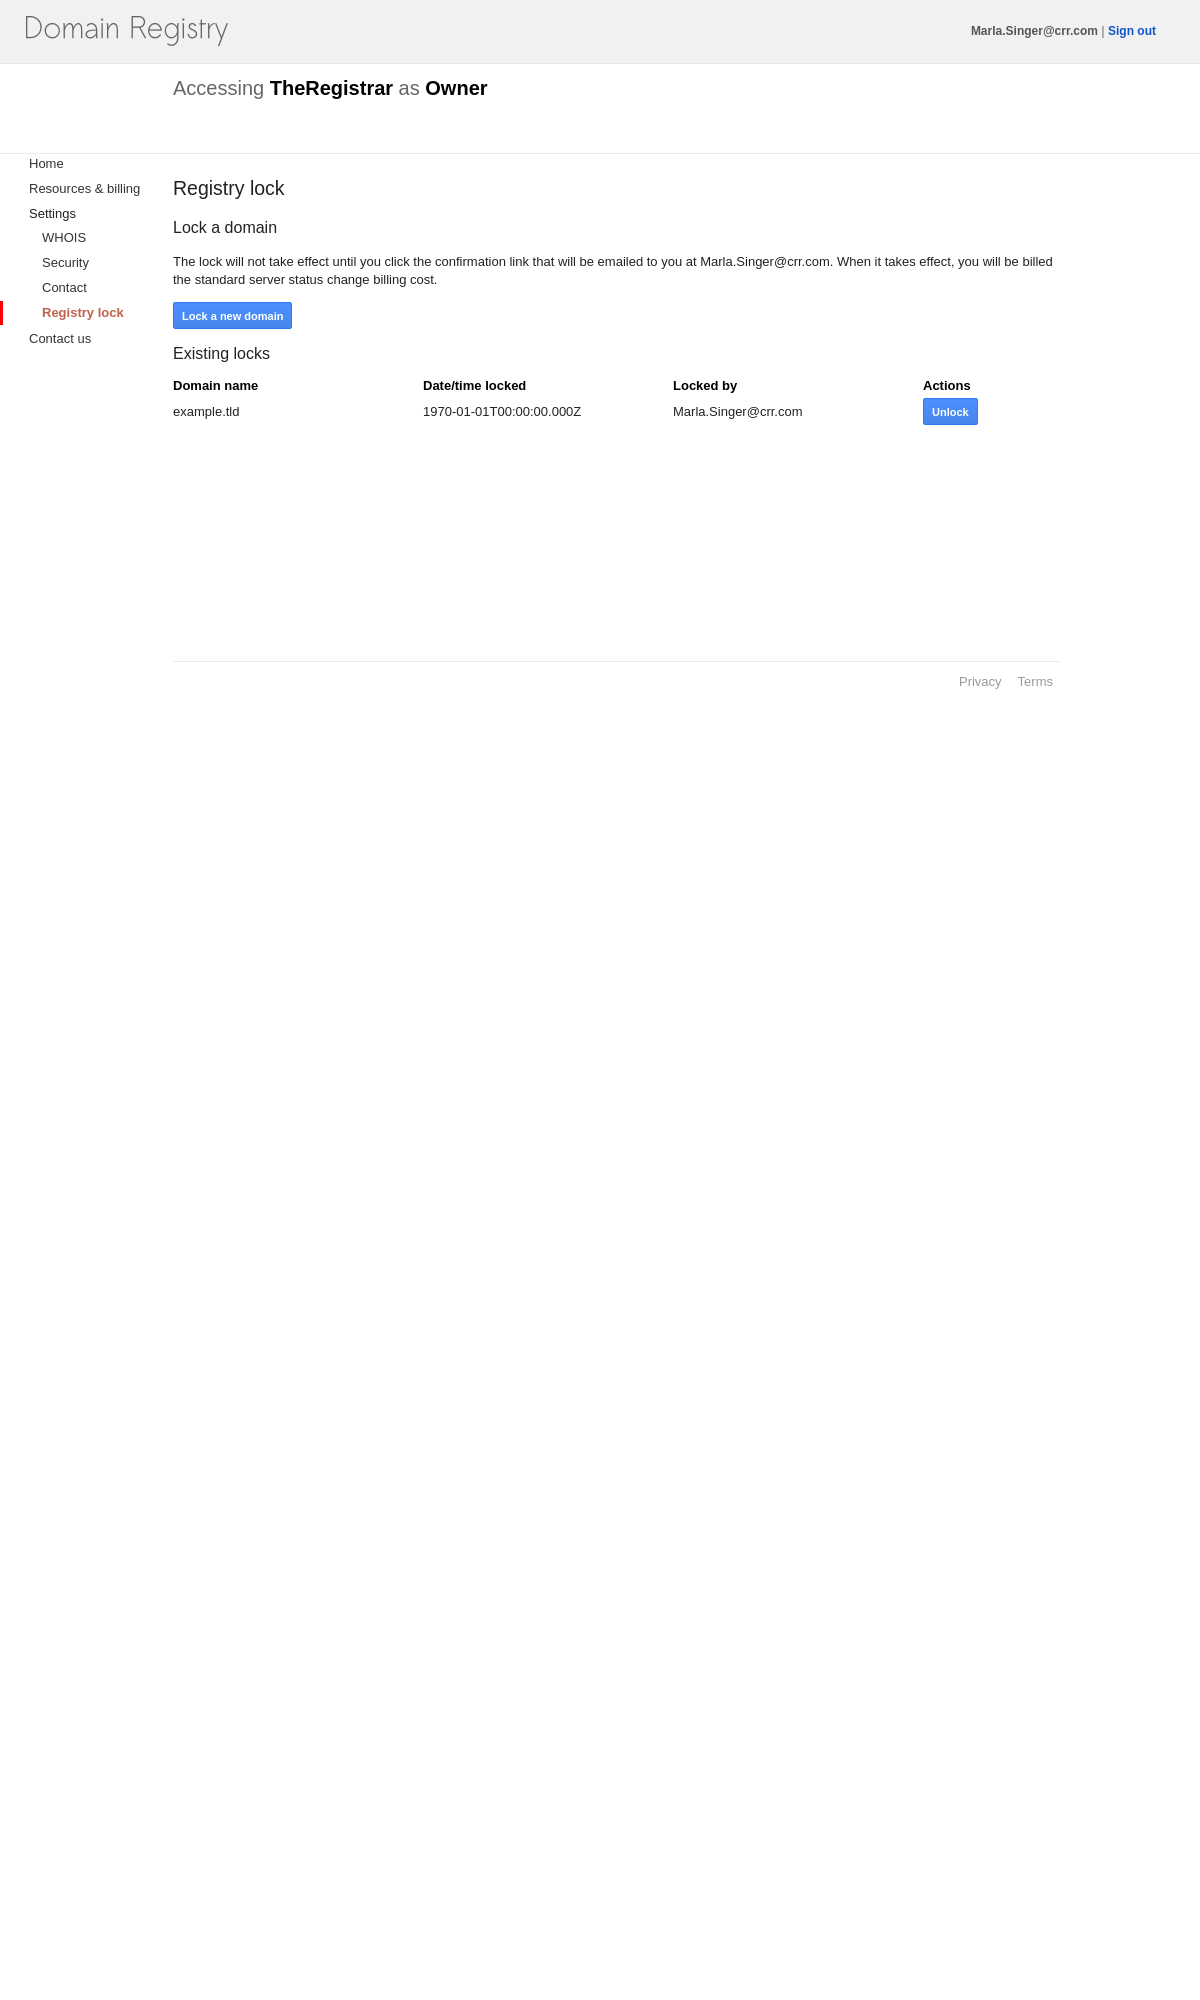 Domain Registry
Marla.Singer@crr.com | Sign out
Accessing TheRegistrar as Owner
Home
Resources & billing
Settings
WHOIS
Security
Contact
Registry lock
Contact us
Registry lock
Lock a domain
The lock will not take effect until you click the confirmation link that will be emailed to you at Marla.Singer@crr.com. When it takes effect, you will be billed
the standard server status change billing cost.
Lock a new domain
Existing locks
Domain name Date/time locked Locked by Actions
example.tld 1970-01-01T00:00:00.000Z Marla.Singer@crr.com Unlock
Privacy Terms